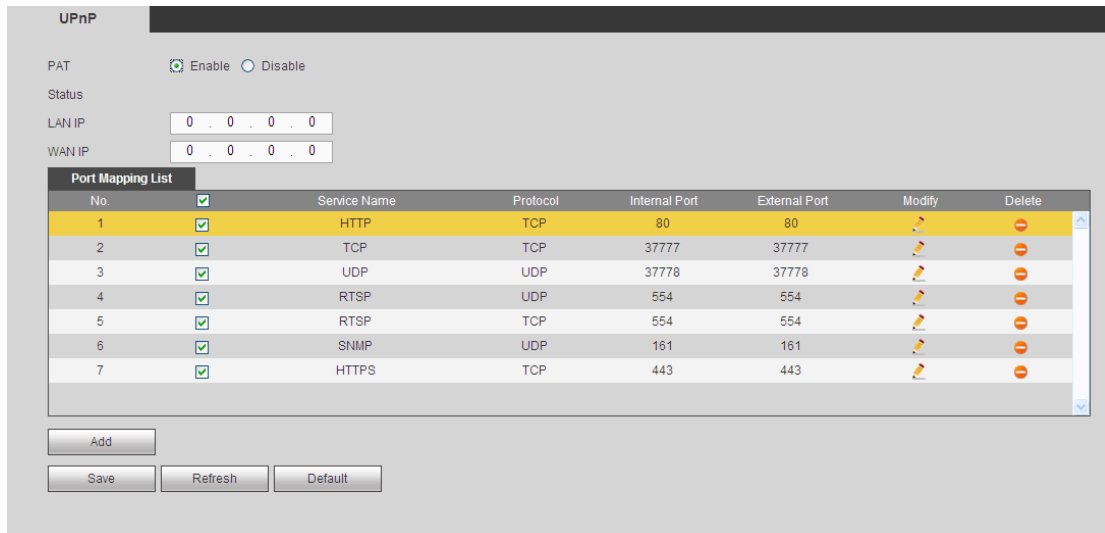 UPnP
PAT Enable Disable
Status
LAN IP 0 . 0 . 0 . 0
WAN IP 0 . 0 . 0 . 0
Port Mapping List
No. Service Name Protocol Internal Port External Port Modify Delete
1 HTTP TCP 80 80
2 TCP TCP 37777 37777
3 UDP UDP 37778 37778
4 RTSP UDP 554 554
5 RTSP TCP 554 554
6 SNMP UDP 161 161
7 HTTPS TCP 443 443
Add
Save Refresh Default